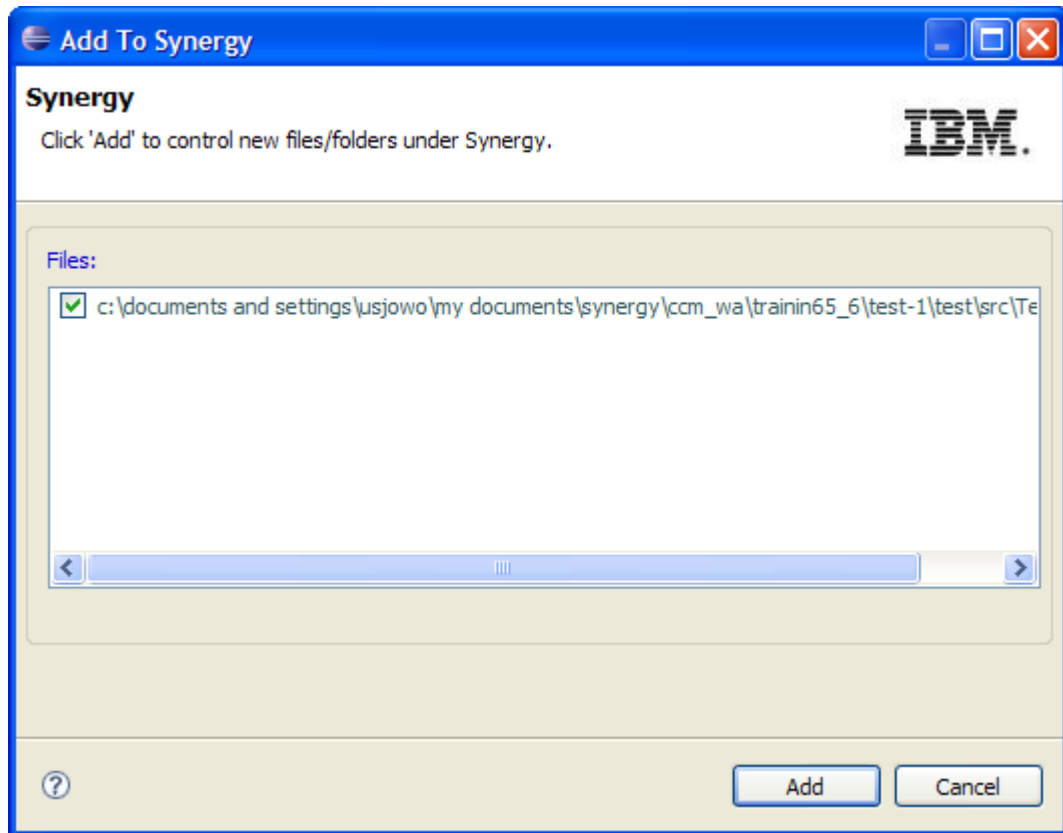 Add To Synergy
Synergy
Click 'Add' to control new files/folders under Synergy.
IBM.
Files:
c:\documents and settings\usjowo\my documents\synergy\ccm_wa\trainin65_6\test-1\test\src\Te
Add
Cancel